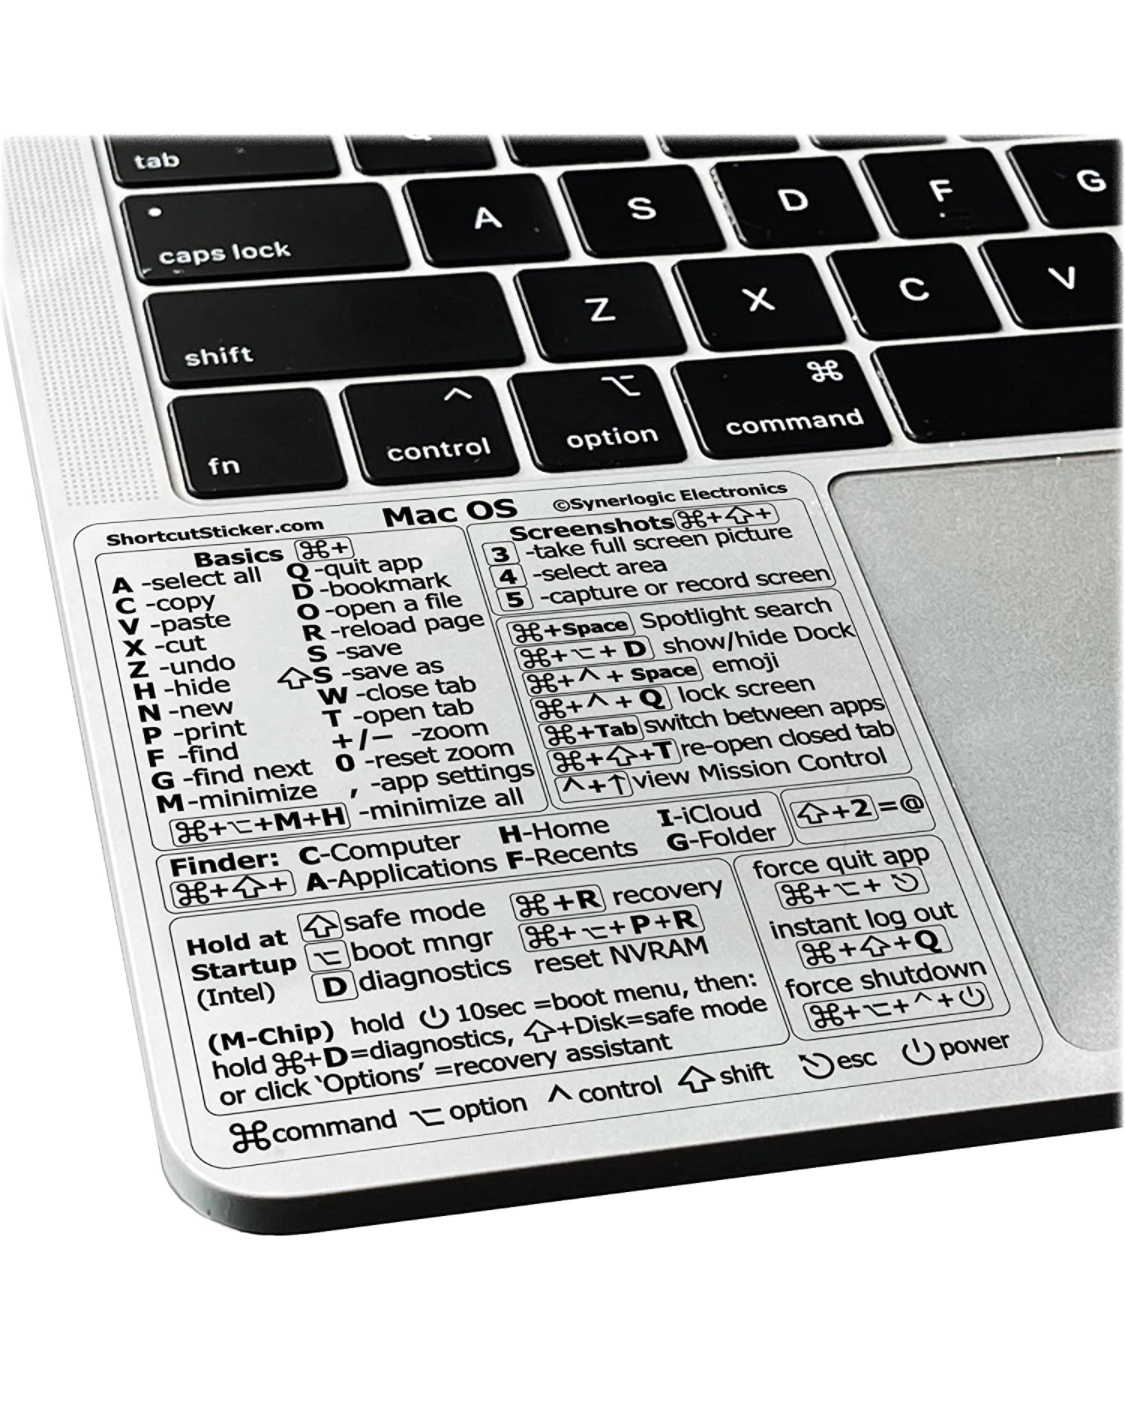 tab
caps lock
A
S
D
F
G
shift
Z
X
C
V
fn
^
control
⌥
option
⌘
command
ShortcutSticker.com
Mac OS
©Synerlogic Electronics
Basics ⌘+
A -select all
C -copy
V -paste
X -cut
Z -undo
H -hide
N -new
P -print
F -find
G -find next
M -minimize
Q -quit app
D -bookmark
O -open a file
R -reload page
S -save
⇧S -save as
W -close tab
T -open tab
+/− -zoom
0 -reset zoom
, -app settings
⌘+⌥+M+H -minimize all
Screenshots ⌘+⇧+
3 -take full screen picture
4 -select area
5 -capture or record screen
⌘+Space Spotlight search
⌘+⌥+D show/hide Dock
⌘+^+Space emoji
⌘+^+Q lock screen
⌘+Tab switch between apps
⌘+⇧+T re-open closed tab
^+↑ view Mission Control
Finder: C-Computer H-Home I-iCloud
⌘+⇧+ A-Applications F-Recents G-Folder
⇧+2 =@
Hold at
Startup
(Intel)
⇧ safe mode
⌥ boot mngr
D diagnostics
⌘+R recovery
⌘+⌥+P+R
reset NVRAM
(M-Chip) hold ⏻ 10sec =boot menu, then:
hold ⌘+D=diagnostics, ⇧+Disk=safe mode
or click ‘Options’ =recovery assistant
force quit app
⌘+⌥+⎋
instant log out
⌘+⇧+Q
force shutdown
⌘+⌥+^+⏻
⌘ command ⌥ option ^ control ⇧ shift ⎋ esc ⏻ power